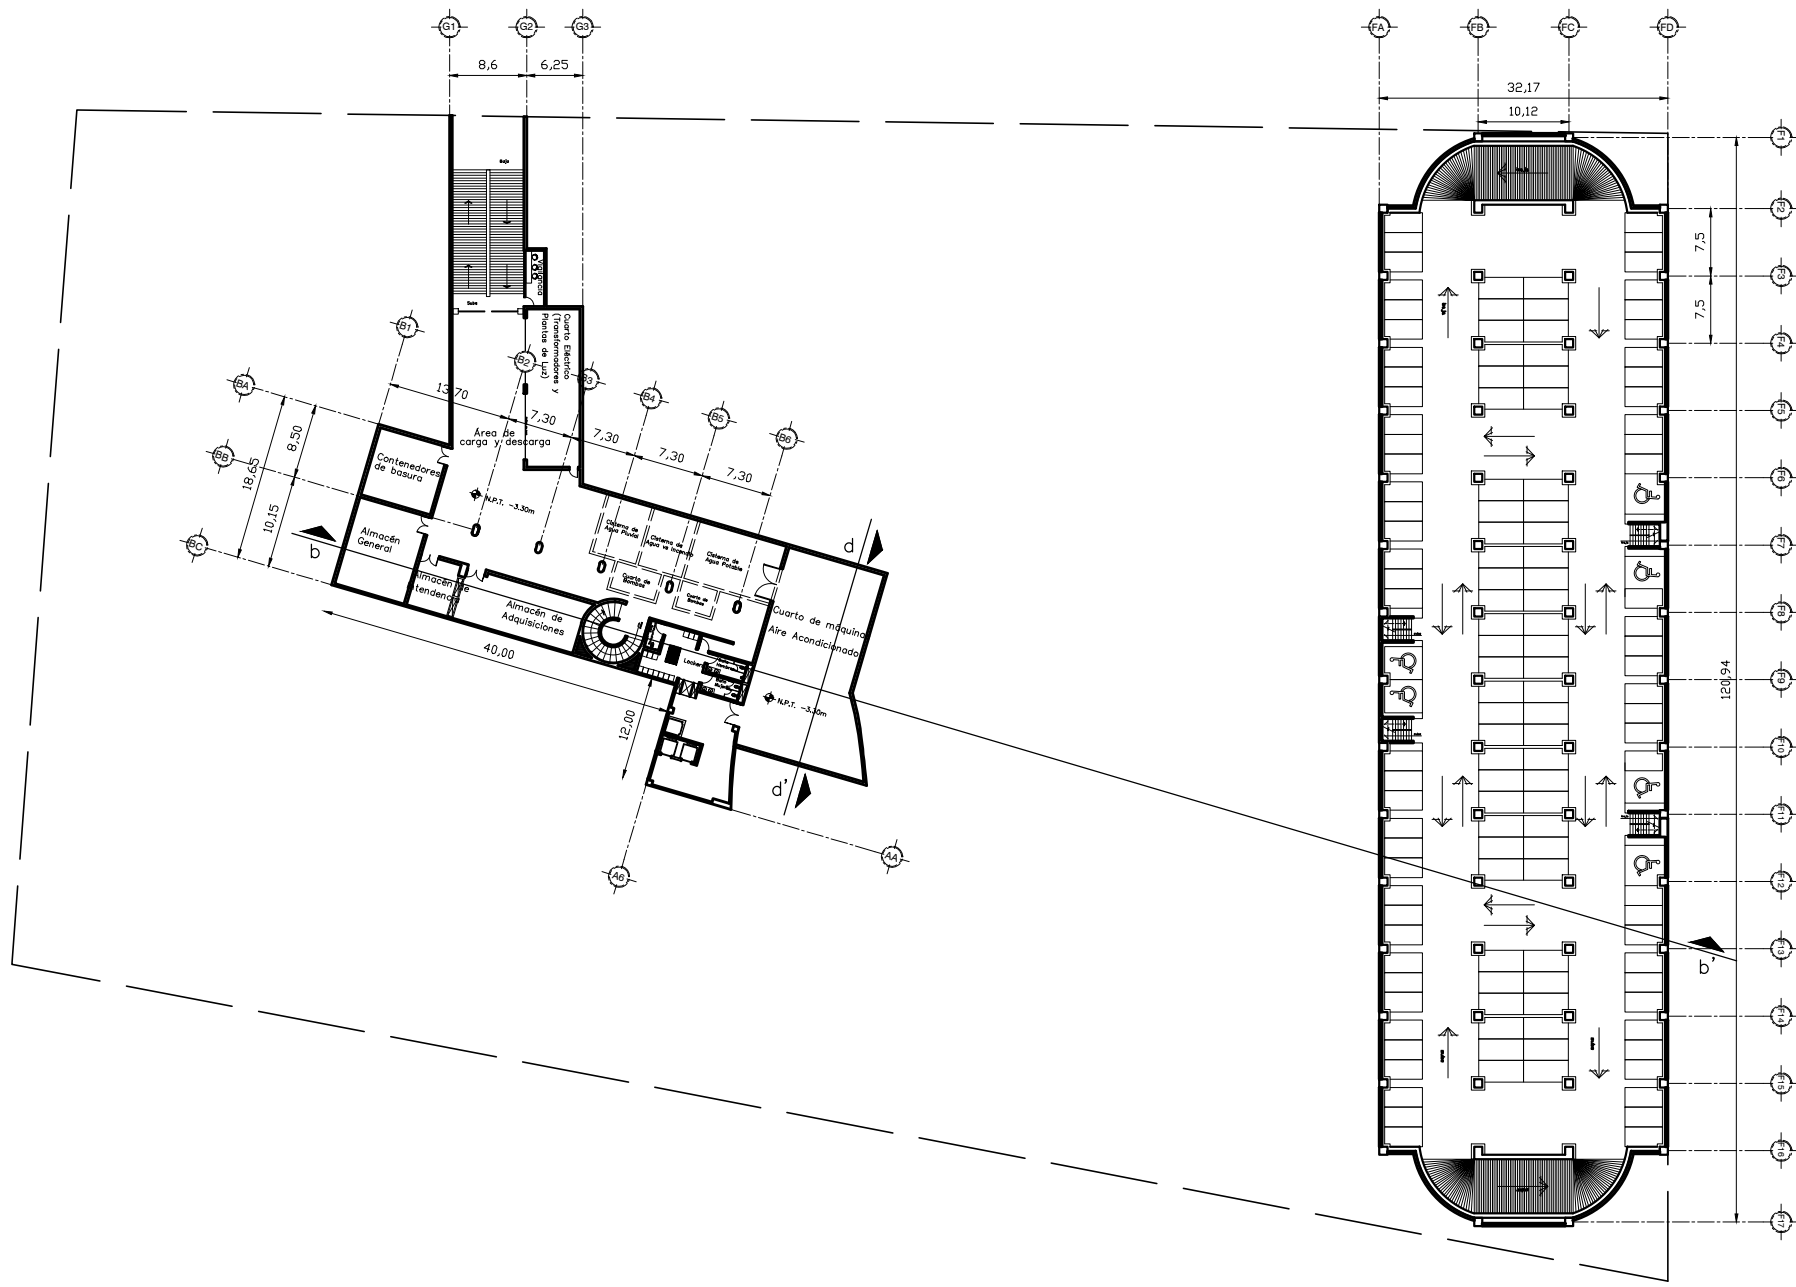 G1
G2
G3
FA
FB
FC
FD
8,6
6,25
32,17
10,12
F1
F2
F3
F4
F5
F6
F7
F8
F9
F10
F11
F12
F13
F14
F15
F16
F17
7,5
7,5
120,94
Baja
Sube
Vigilancia
Cuarto Eléctrico
(Transformadores y
Plantas de Luz)
B1
B2
B3
B4
B5
B6
BA
BB
BC
13,70
7,30
7,30
7,30
7,30
8,50
18,65
10,15
Área de
carga y descarga
Contenedores
de basura
N.P.T. -3.30m
Almacén
General
Almacén de
Almacén de
Adquisiciones
Cisterna de
Agua Pluvial
Cisterna de
Agua vs Incendio
Cisterna de
Agua Potable
Cuarto de
Bombas
Cuarto de
Bombas
Cuarto de máquina
Aire Acondicionado
N.P.T. -3.30m
40,00
12,00
b
d
d'
b'
A6
AA